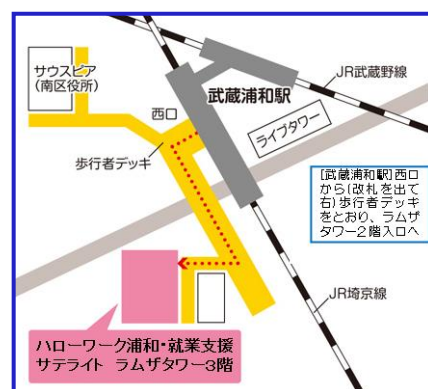 サウスピア
(南区役所)
西口
武蔵浦和駅
JR武蔵野線
ライブタワー
歩行者デッキ
[武蔵浦和駅]西口
から(改札を出て
右)歩行者デッキ
をとおり、ラムザ
タワー2階入口へ
JR埼京線
ハローワーク浦和・就業支援
サテライト ラムザタワー3階